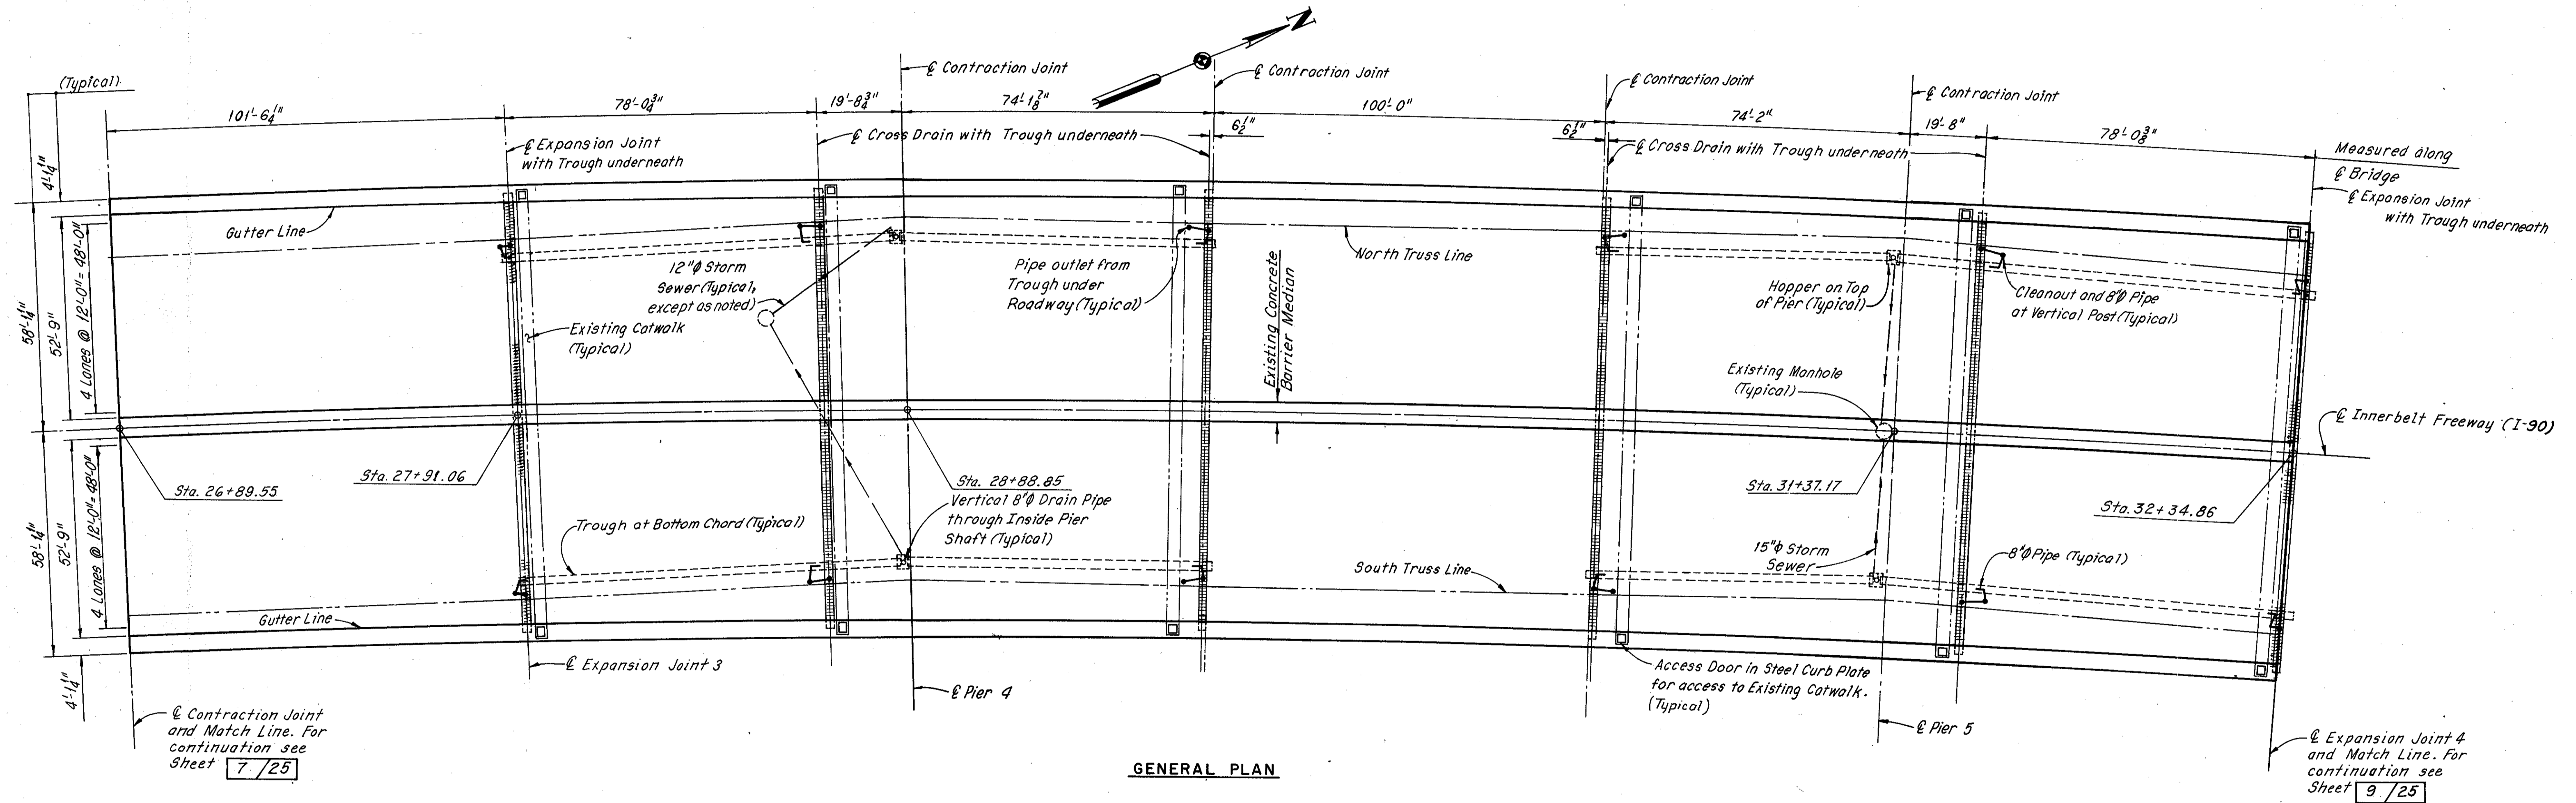 N
(Typical)
℄ Contraction Joint
℄ Contraction Joint
℄ Contraction Joint
℄ Contraction Joint
101'-6¼"
78'-0¾"
19'-8¾"
74'-1⅞"
100'-0"
74'-2"
19'-8"
78'-0⅜"
6½"
6½"
Measured along
℄ Bridge
℄ Expansion Joint
with Trough underneath
℄ Cross Drain with Trough underneath
℄ Cross Drain with Trough underneath
℄ Expansion Joint
with Trough underneath
4'-1¼"
58'-1¼"
52'-9"
4 Lanes @ 12'-0"= 48'-0"
Gutter Line
12"ϕ Storm
Sewer (Typical,
except as noted)
Existing Catwalk
(Typical)
Pipe outlet from
Trough under
Roadway (Typical)
Existing Concrete
Barrier Median
North Truss Line
Hopper on Top
of Pier (Typical)
Cleanout and 8"ϕ Pipe
at Vertical Post (Typical)
Existing Manhole
(Typical)
℄ Innerbelt Freeway (I-90)
Sta. 26+89.55
Sta. 27+91.06
Sta. 28+88.85
Sta. 31+37.17
Sta. 32+34.86
58'-1¼"
52'-9"
4 Lanes @ 12'-0"= 48'-0"
4'-1¼"
Trough at Bottom Chord (Typical)
Vertical 8"ϕ Drain Pipe
through Inside Pier
Shaft (Typical)
15"ϕ Storm
Sewer
8"ϕ Pipe (Typical)
South Truss Line
Gutter Line
℄ Expansion Joint 3
℄ Pier 4
Access Door in Steel Curb Plate
for access to Existing Catwalk.
(Typical)
℄ Pier 5
℄ Contraction Joint
and Match Line. For
continuation see
Sheet 7/25
℄ Expansion Joint 4
and Match Line. For
continuation see
Sheet 9/25
GENERAL PLAN